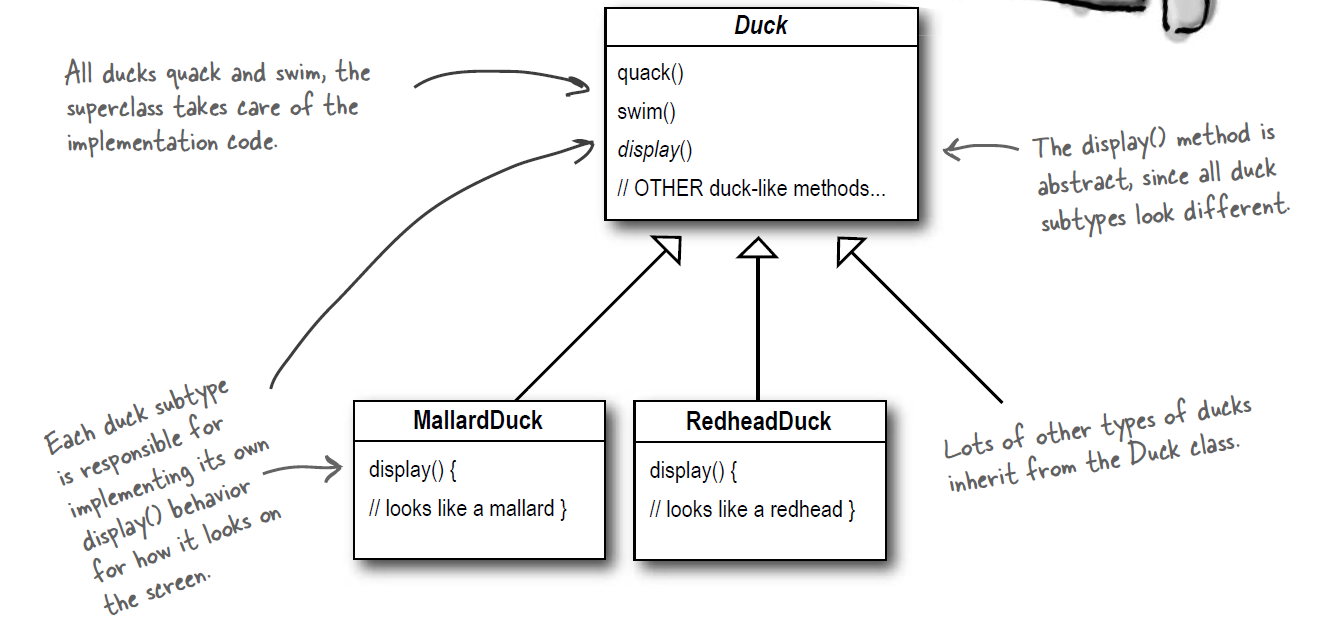 Duck
All ducks quack and swim, the
superclass takes care of the
implementation code.
quack()
swim()
display()
// OTHER duck-like methods...
The display() method is
abstract, since all duck
subtypes look different.
Each duck subtype
is responsible for
implementing its own
display() behavior
for how it looks on
the screen.
MallardDuck
display() {
// looks like a mallard }
RedheadDuck
display() {
// looks like a redhead }
Lots of other types of ducks
inherit from the Duck class.